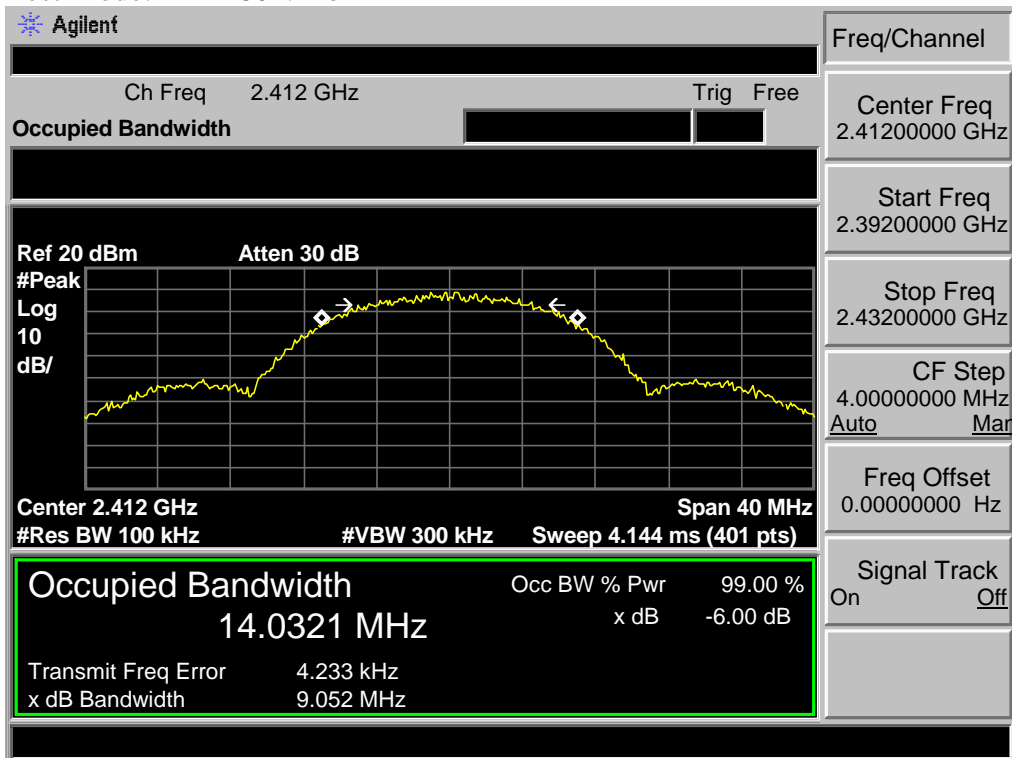 Agilent
Freq/Channel
Ch Freq 2.412 GHz Trig Free
Occupied Bandwidth
Center Freq
2.41200000 GHz
Start Freq
2.39200000 GHz
Stop Freq
2.43200000 GHz
CF Step
4.00000000 MHz
Auto Man
Freq Offset
0.00000000 Hz
Signal Track
On Off
Ref 20 dBm Atten 30 dB
#Peak
Log
10
dB/
Center 2.412 GHz Span 40 MHz
#Res BW 100 kHz #VBW 300 kHz Sweep 4.144 ms (401 pts)
Occupied Bandwidth
14.0321 MHz
Occ BW % Pwr 99.00 %
x dB -6.00 dB
Transmit Freq Error 4.233 kHz
x dB Bandwidth 9.052 MHz